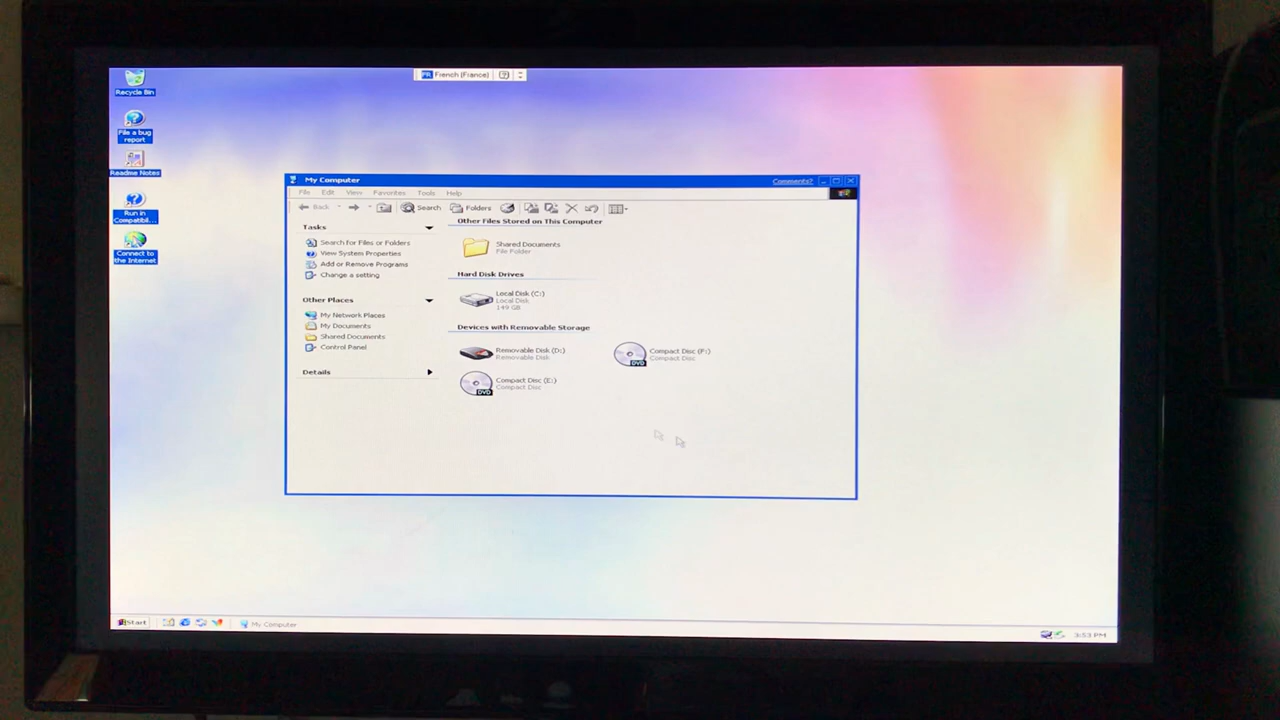 FR French (France)
Recycle Bin
File a bug
report
Readme Notes
Run in
Compatibil...
Connect to
the Internet
My Computer
Comments?
File Edit View Favorites Tools Help
Back Search Folders
Tasks
Search for Files or Folders
View System Properties
Add or Remove Programs
Change a setting
Other Places
My Network Places
My Documents
Shared Documents
Control Panel
Details
Other Files Stored on This Computer
Shared Documents
File Folder
Hard Disk Drives
Local Disk (C:)
Local Disk
149 GB
Devices with Removable Storage
Removable Disk (D:)
Removable Disk
Compact Disc (F:)
Compact Disc
DVD
Compact Disc (E:)
Compact Disc
DVD
Start My Computer 3:53 PM